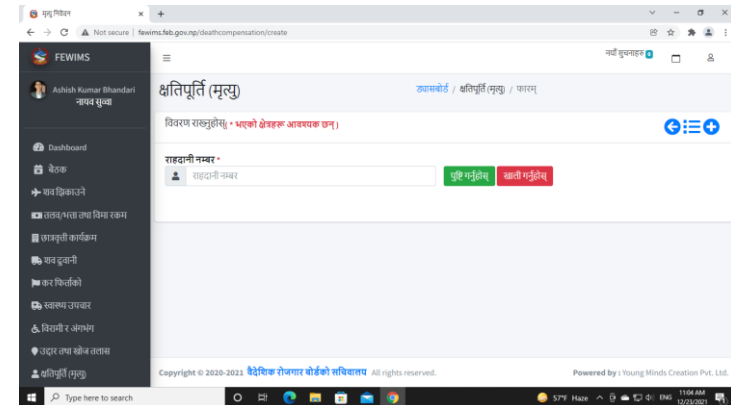 मृत्यु निवेदन
Not secure | fewims.feb.gov.np/deathcompensation/create
FEWIMS
नयाँ सुचनाहरु 0
Ashish Kumar Bhandari
नायव सुब्वा
क्षतिपूर्ति (मृत्यु)
ड्यासबोर्ड / क्षतिपूर्ति (मृत्यु) / फारम्
विवरण राख्नुहोस्( * भएको क्षेत्रहरू आवश्यक छन् )
Dashboard
राहदानी नम्बर *
बैठक
राहदानी नम्बर
पुष्टि गर्नुहोस्
खाली गर्नुहोस्
शव झिकाउने
तलव/भत्ता तथा विमा रकम
छात्रवृत्ती कार्यक्रम
शव ढुवानी
कर फिर्ताको
स्वास्थ्य उपचार
विरामी र अंगभंग
उद्दार तथा खोज तलास
क्षतिपूर्ति (मृत्यु)
Copyright © 2020-2021 वैदेशिक रोजगार बोर्डको सचिवालय All rights reserved.
Powered by : Young Minds Creation Pvt. Ltd.
Type here to search
57°F Haze
ENG
11:04 AM
12/23/2021